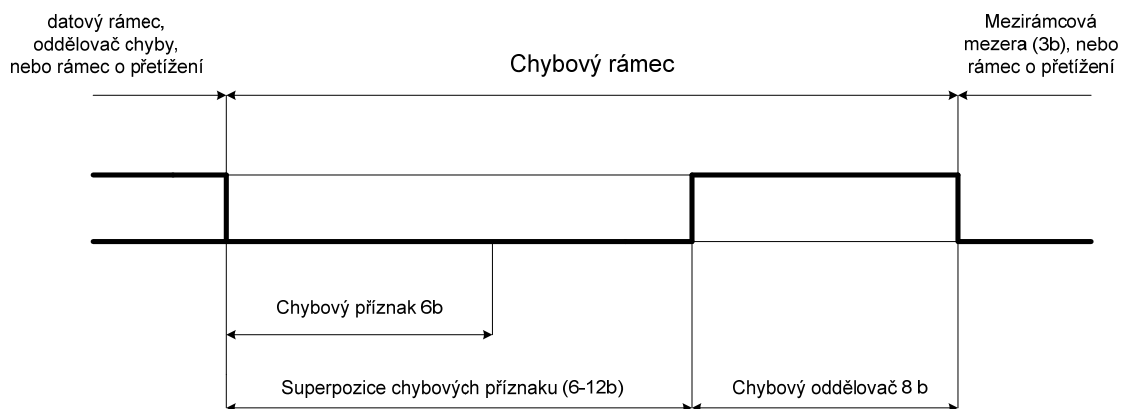 datový rámec,
oddělovač chyby,
nebo rámec o přetížení
Chybový rámec
Mezirámcová
mezera (3b), nebo
rámec o přetížení
Chybový příznak 6b
Superpozice chybových příznaku (6-12b)
Chybový oddělovač 8 b